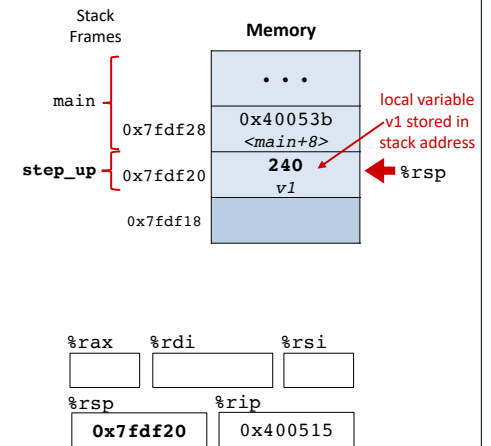 Stack
Frames
Memory
• • •
main
0x7fdf28
0x40053b
<main+8>
local variable
v1 stored in
stack address
step_up
0x7fdf20
240
v1
%rsp
0x7fdf18
%rax %rdi %rsi
%rsp %rip
0x7fdf20 0x400515